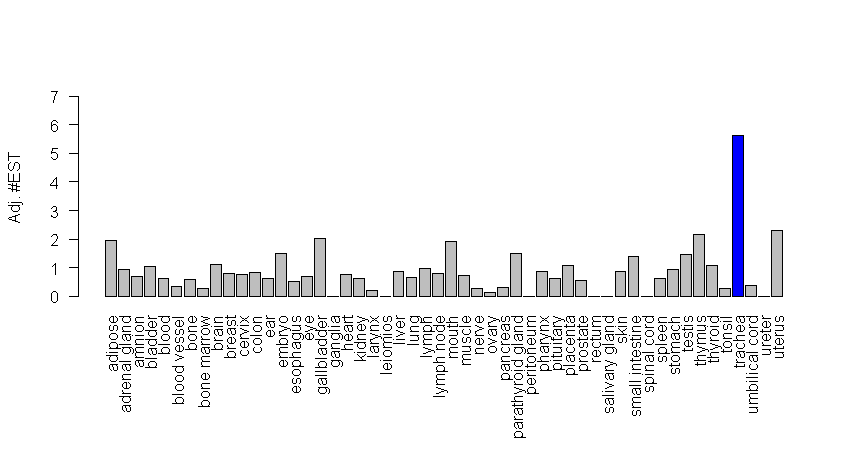 Adj. #EST
7
6
5
4
3
2
1
0
adipose
adrenal gland
amnion
bladder
blood
blood vessel
bone
bone marrow
brain
breast
cervix
colon
ear
embryo
esophagus
eye
gallbladder
ganglia
heart
kidney
larynx
leiomios
liver
lung
lymph
lymph node
mouth
muscle
nerve
ovary
pancreas
parathyroid gland
peritoneum
pharynx
pituitary
placenta
prostate
rectum
salivary gland
skin
small intestine
spinal cord
spleen
stomach
testis
thymus
thyroid
tonsil
trachea
umbilical cord
ureter
uterus